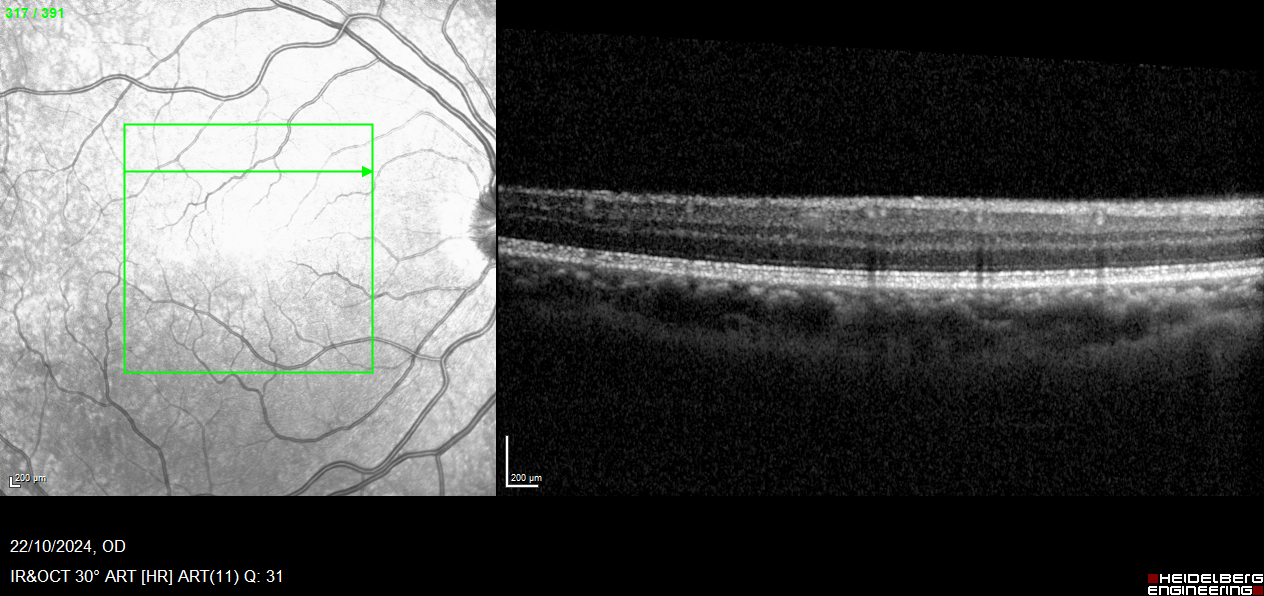 317 / 391
200 µm
200 µm
22/10/2024, OD
IR&OCT 30° ART [HR] ART(11) Q: 31
HEIDELBERG
ENGINEERING